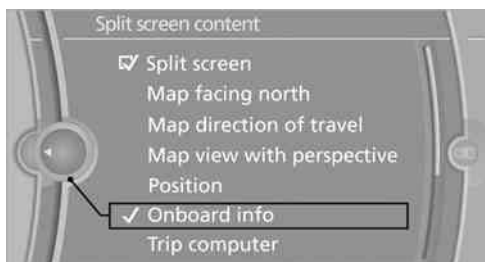 Split screen content
Split screen
Map facing north
Map direction of travel
Map view with perspective
Position
Onboard info
Trip computer